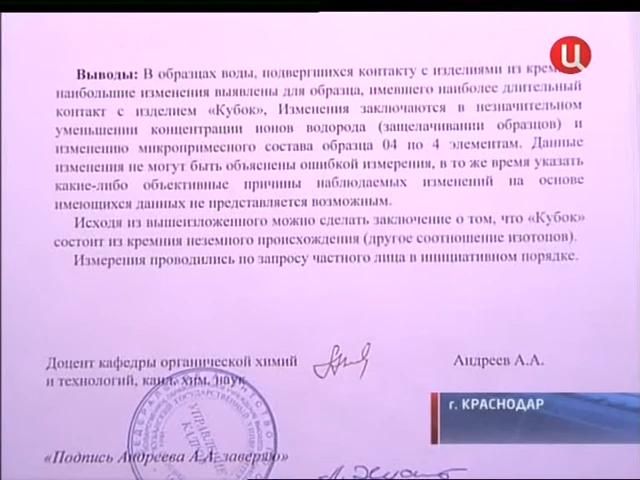 Ц
Выводы: В образцах воды, подвергшихся контакту с изделиями из
наибольшие изменения выявлены для образца, имевшего наиболее длительный
контакт с изделием «Кубок», Изменения заключаются в незначительном
уменьшении концентрации ионов водорода (защелачивании образцов) и
изменению микропримесного состава образца 04 по 4 элементам. Данные
изменения не могут быть объяснены ошибкой измерения, в то же время указать
какие-либо объективные причины наблюдаемых изменений на основе
имеющихся данных не представляется возможным.
Исходя из вышеизложенного можно сделать заключение о том, что «Кубок»
состоит из кремния неземного происхождения (другое соотношение изотопов).
Измерения проводились по запросу частного лица в инициативном порядке.
Доцент кафедры органической химий
и технологий, канд. хим. наук
Андреев А.А.
г. КРАСНОДАР
УПРАВЛЕНИЕ
«Подпись Андреева А.А. заверяю»